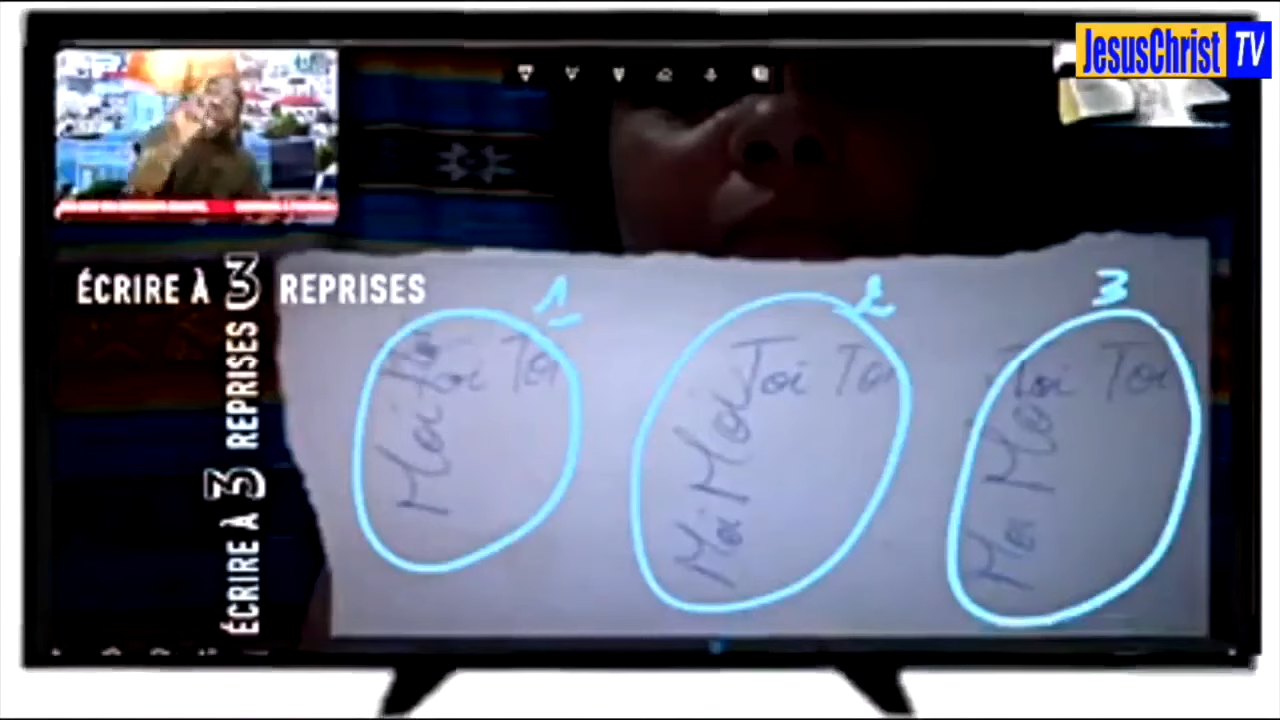 JesusChrist TV
ÉCRIRE À 3 REPRISES
ÉCRIRE À 3 REPRISES
1
Toi Toi
Moi
2
Toi Toi
Moi Moi
3
Toi Toi
Moi Moi